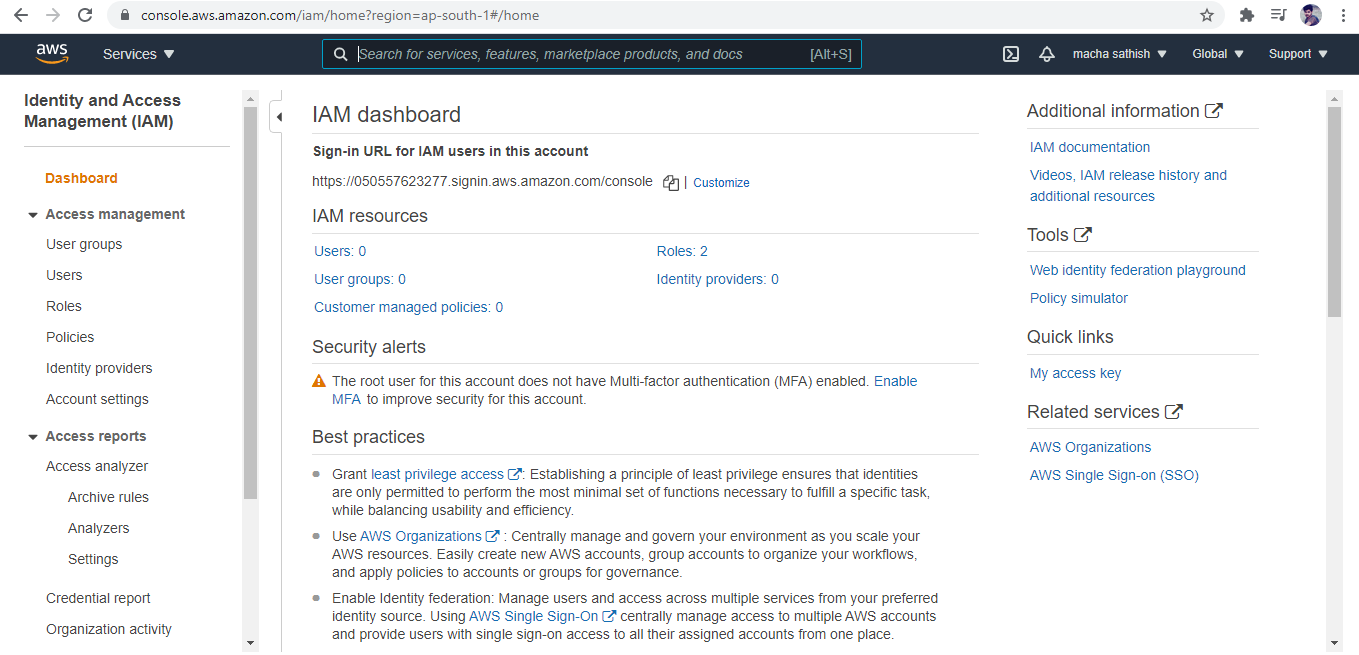 console.aws.amazon.com/iam/home?region=ap-south-1#/home
aws
Services
Search for services, features, marketplace products, and docs
[Alt+S]
macha sathish
Global
Support
Identity and Access
Management (IAM)
Dashboard
Access management
User groups
Users
Roles
Policies
Identity providers
Account settings
Access reports
Access analyzer
Archive rules
Analyzers
Settings
Credential report
Organization activity
IAM dashboard
Sign-in URL for IAM users in this account
https://050557623277.signin.aws.amazon.com/console | Customize
IAM resources
Users: 0
Roles: 2
User groups: 0
Identity providers: 0
Customer managed policies: 0
Security alerts
The root user for this account does not have Multi-factor authentication (MFA) enabled. Enable
MFA to improve security for this account.
Best practices
Grant least privilege access : Establishing a principle of least privilege ensures that identities
are only permitted to perform the most minimal set of functions necessary to fulfill a specific task,
while balancing usability and efficiency.
Use AWS Organizations : Centrally manage and govern your environment as you scale your
AWS resources. Easily create new AWS accounts, group accounts to organize your workflows,
and apply policies to accounts or groups for governance.
Enable Identity federation: Manage users and access across multiple services from your preferred
identity source. Using AWS Single Sign-On centrally manage access to multiple AWS accounts
and provide users with single sign-on access to all their assigned accounts from one place.
Additional information
IAM documentation
Videos, IAM release history and
additional resources
Tools
Web identity federation playground
Policy simulator
Quick links
My access key
Related services
AWS Organizations
AWS Single Sign-on (SSO)